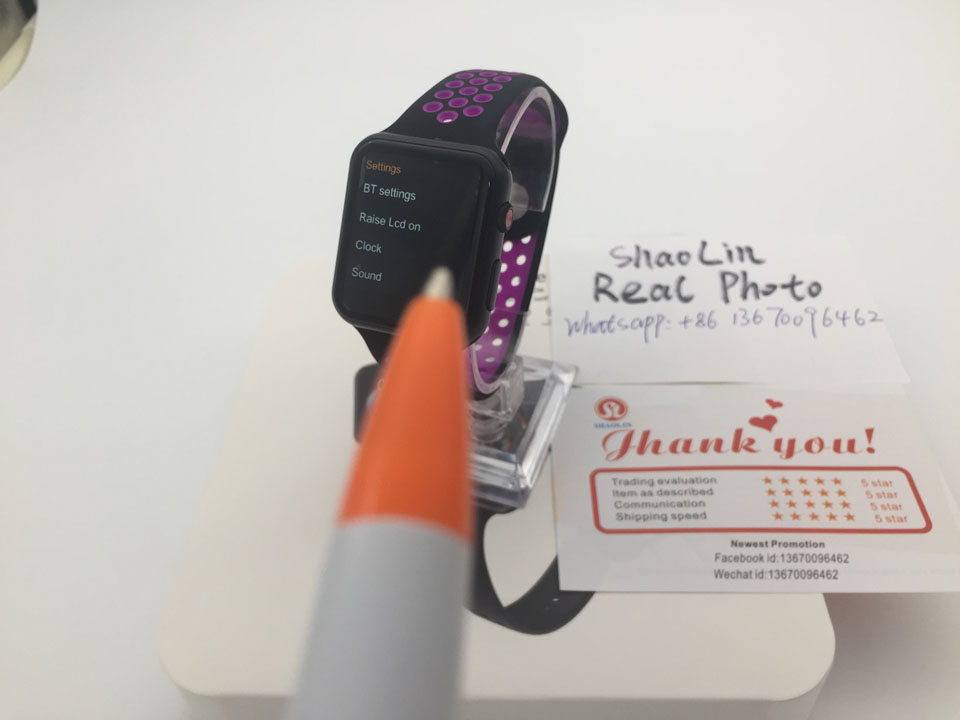 Settings
BT settings
Raise Lcd on
Clock
Sound
ShaoLin
Real Photo
whatsapp: +86 13670096462
SHAOLIN
Thank you!
Trading evaluation ★★★★★ 5 star
Item as described ★★★★★ 5 star
Communication ★★★★★ 5 star
Shipping speed ★★★★★ 5 star
Newest Promotion
Facebook id:13670096462
Wechat id:13670096462